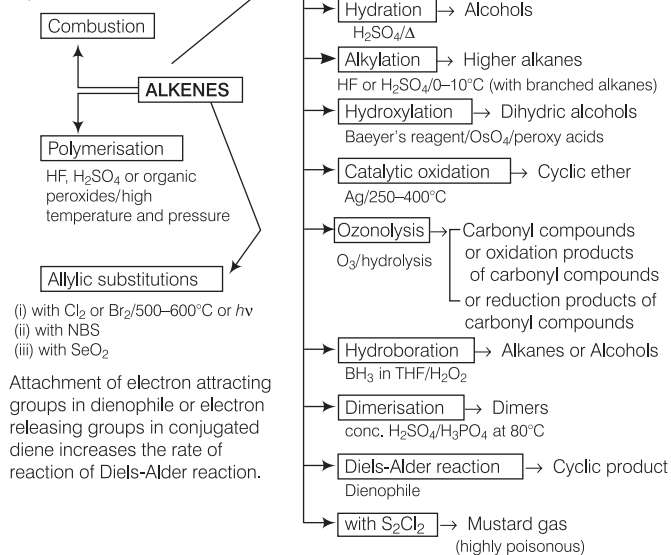 Combustion
ALKENES
Polymerisation
HF, H₂SO₄ or organic
peroxides/high
temperature and pressure
Allylic substitutions
(i) with Cl₂ or Br₂/500–600°C or hν
(ii) with NBS
(iii) with SeO₂
Attachment of electron attracting
groups in dienophile or electron
releasing groups in conjugated
diene increases the rate of
reaction of Diels-Alder reaction.
Hydration → Alcohols
H₂SO₄/Δ
Alkylation → Higher alkanes
HF or H₂SO₄/0–10°C (with branched alkanes)
Hydroxylation → Dihydric alcohols
Baeyer's reagent/OsO₄/peroxy acids
Catalytic oxidation → Cyclic ether
Ag/250–400°C
Ozonolysis → Carbonyl compounds
O₃/hydrolysis
or oxidation products
of carbonyl compounds
or reduction products of
carbonyl compounds
Hydroboration → Alkanes or Alcohols
BH₃ in THF/H₂O₂
Dimerisation → Dimers
conc. H₂SO₄/H₃PO₄ at 80°C
Diels-Alder reaction → Cyclic product
Dienophile
with S₂Cl₂ → Mustard gas
(highly poisonous)